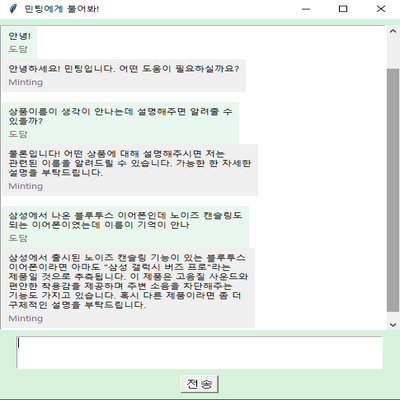 민팅에게 물어봐!
안녕!
도담
안녕하세요! 민팅입니다. 어떤 도움이 필요하실까요?
Minting
상품이름이 생각이 안나는데 설명해주면 알려줄 수
있을까?
도담
물론입니다! 어떤 상품에 대해 설명해주시면 저는
관련된 이름을 알려드릴 수 있습니다. 가능한 한 자세한
설명을 부탁드립니다.
Minting
삼성에서 나온 블루투스 이어폰인데 노이즈 캔슬링도
되는 이어폰이였는데 이름이 기억이 안나
도담
삼성에서 출시된 노이즈 캔슬링 기능이 있는 블루투스
이어폰이라면 아마도 "삼성 갤럭시 버즈 프로"라는
제품일 것으로 추측됩니다. 이 제품은 고음질 사운드와
편안한 착용감을 제공하며 주변 소음을 차단해주는
기능도 가지고 있습니다. 혹시 다른 제품이라면 좀 더
구체적인 설명을 부탁드립니다.
Minting
전송